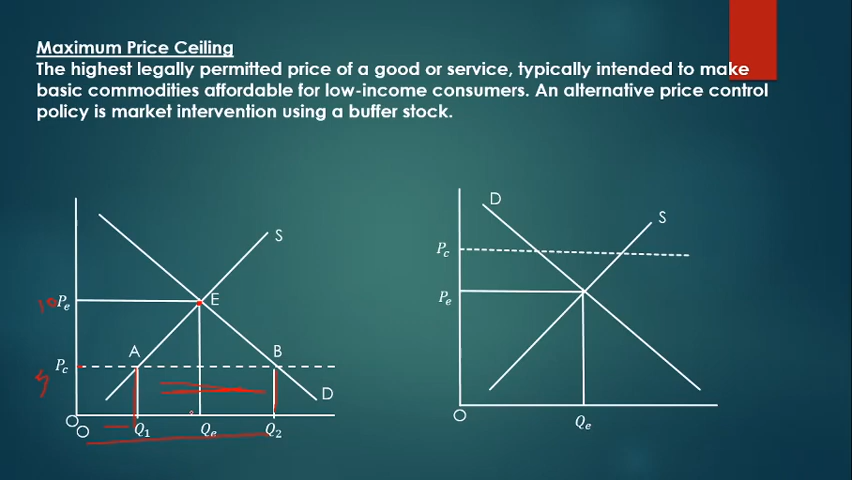 Maximum Price Ceiling
The highest legally permitted price of a good or service, typically intended to make
basic commodities affordable for low-income consumers. An alternative price control
policy is market intervention using a buffer stock.
S
10 Pe E
A B
Pc
D
O
O Q1 Qe Q2
D
S
Pc
Pe
O
Qe